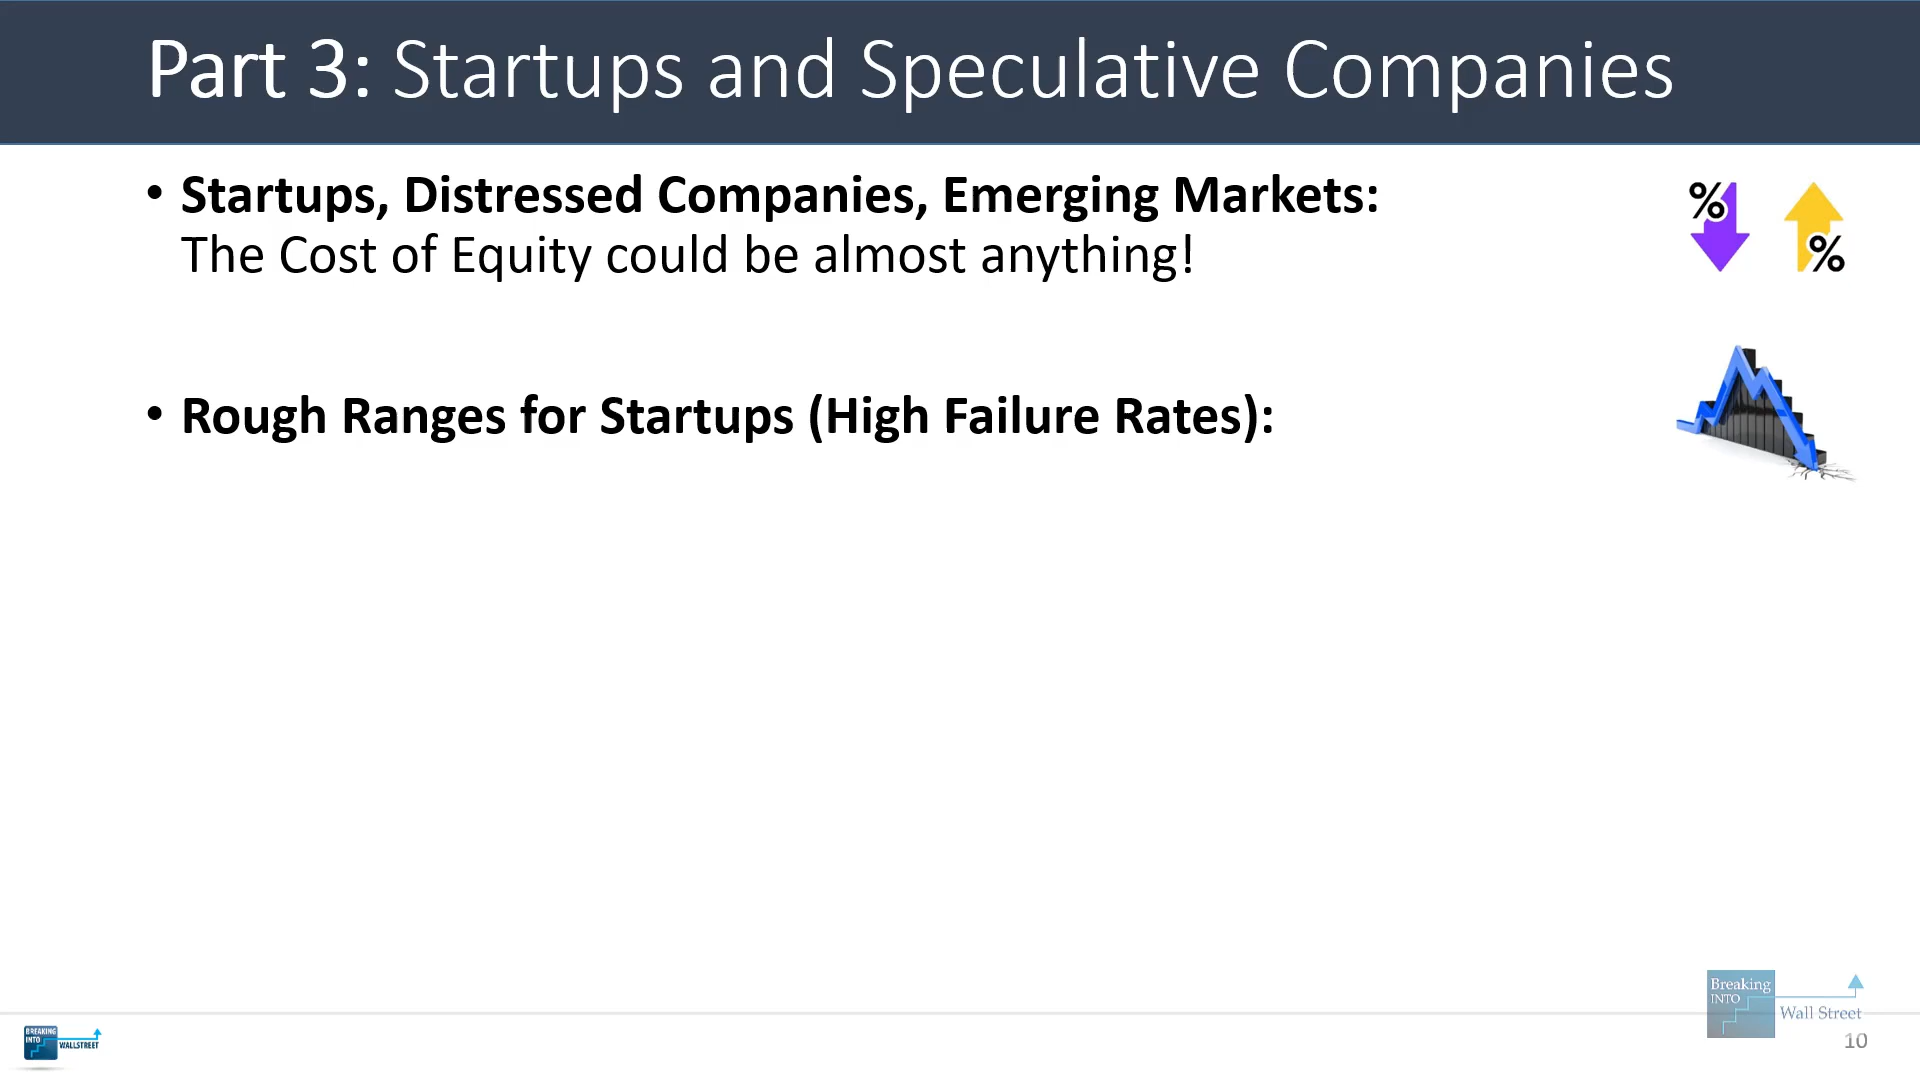 Part 3: Startups and Speculative Companies
• Startups, Distressed Companies, Emerging Markets:
The Cost of Equity could be almost anything!
%
%
• Rough Ranges for Startups (High Failure Rates):
Breaking
INTO
Wall Street
BREAKING
INTO
WALLSTREET
10